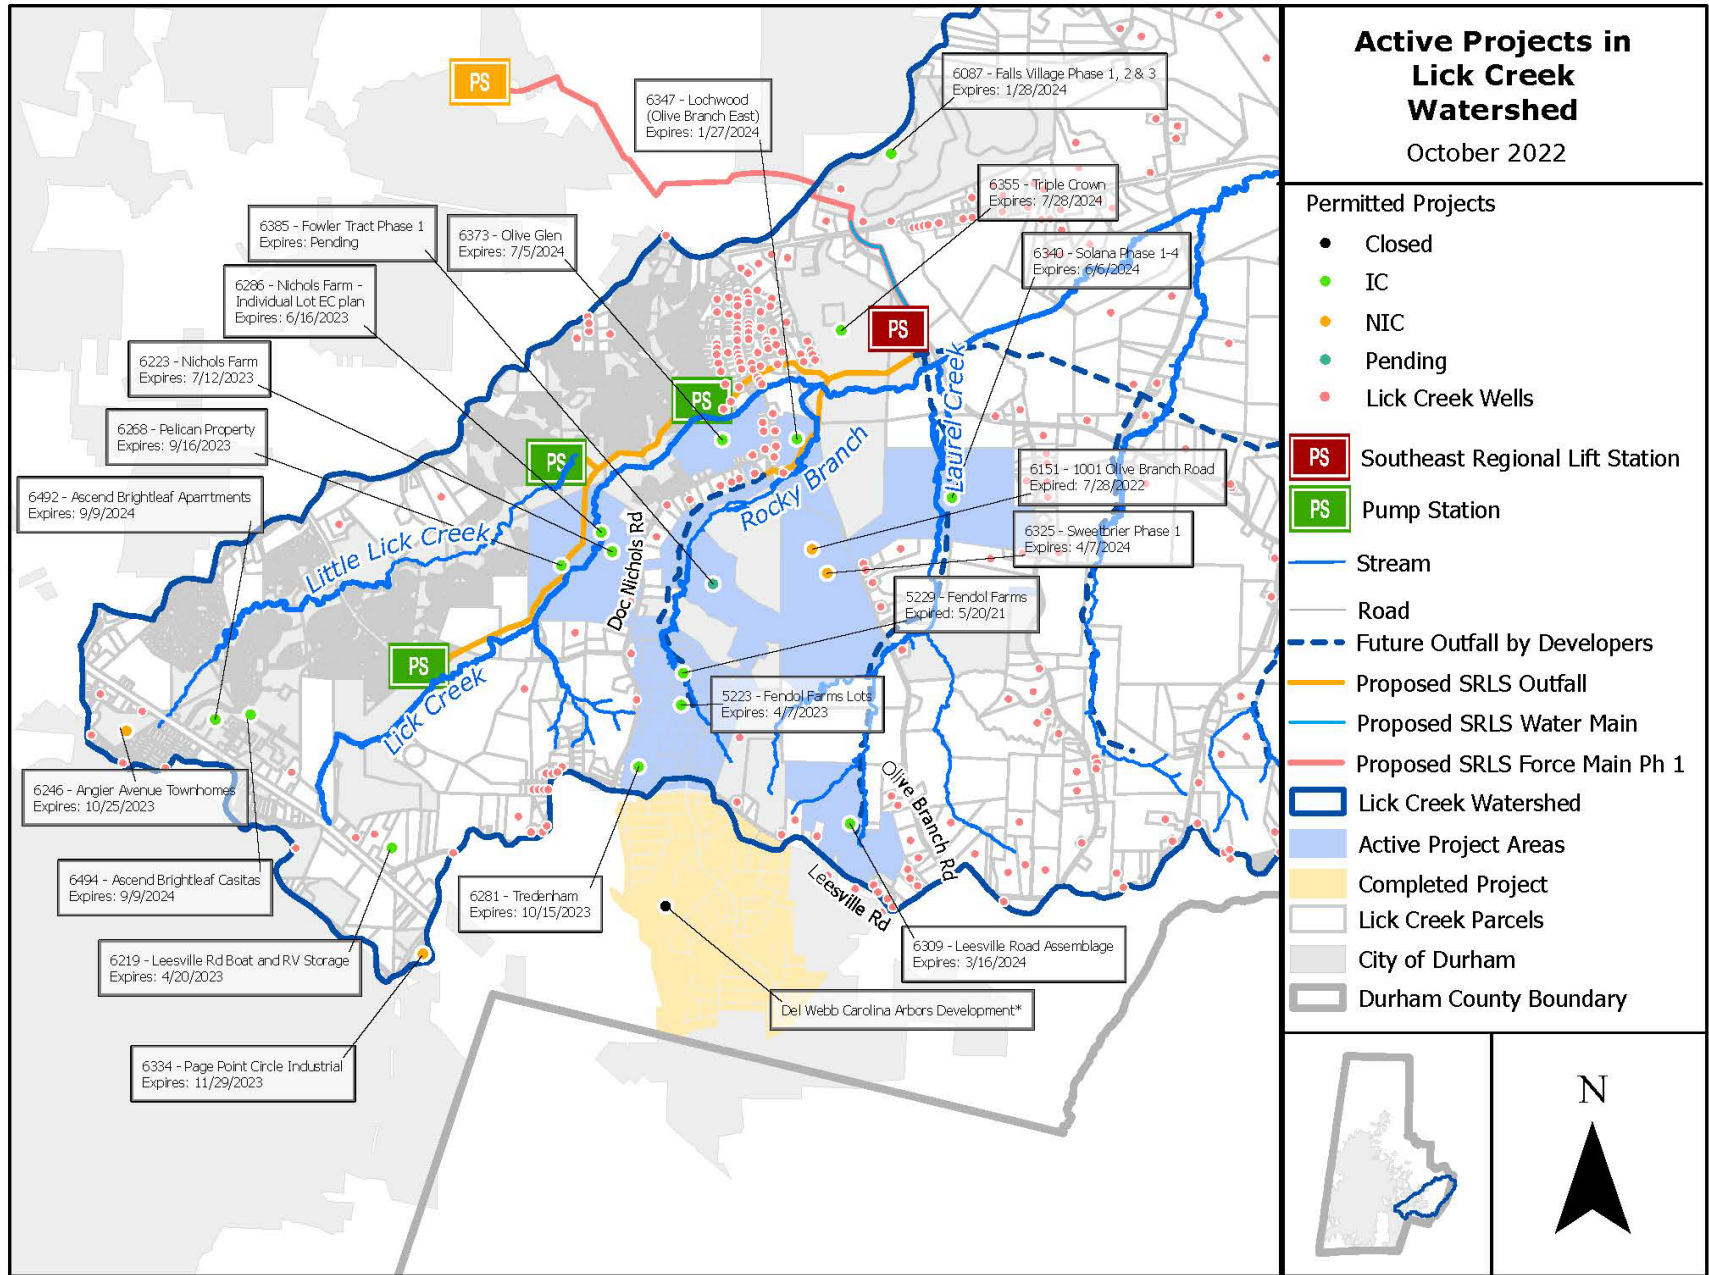 Active Projects in
Lick Creek
Watershed
October 2022
Permitted Projects
Closed
IC
NIC
Pending
Lick Creek Wells
PS Southeast Regional Lift Station
PS Pump Station
Stream
Road
Future Outfall by Developers
Proposed SRLS Outfall
Proposed SRLS Water Main
Proposed SRLS Force Main Ph 1
Lick Creek Watershed
Active Project Areas
Completed Project
Lick Creek Parcels
City of Durham
Durham County Boundary
N
PS
6087 - Falls Village Phase 1, 2 & 3
Expires: 1/28/2024
6347 - Lochwood
(Olive Branch East)
Expires: 1/27/2024
6355 - Triple Crown
Expires: 7/28/2024
6385 - Fowler Tract Phase 1
Expires: Pending
6373 - Olive Glen
Expires: 7/5/2024
6340 - Solana Phase 1-4
Expires: 6/6/2024
6286 - Nichols Farm -
Individual Lot EC plan
Expires: 6/16/2023
PS
6223 - Nichols Farm
Expires: 7/12/2023
Laurel Creek
PS
6268 - Pelican Property
Expires: 9/16/2023
PS
Rocky Branch
6151 - 1001 Olive Branch Road
Expired: 7/28/2022
6492 - Ascend Brightleaf Aparrtments
Expires: 9/9/2024
6325 - Sweetbrier Phase 1
Expires: 4/7/2024
Little Lick Creek
Doc Nichols Rd
5229 - Fendol Farms
Expired: 5/20/21
PS
Lick Creek
5223 - Fendol Farms Lots
Expires: 4/7/2023
6246 - Angier Avenue Townhomes
Expires: 10/25/2023
Olive Branch Rd
6494 - Ascend Brightleaf Casitas
Expires: 9/9/2024
6281 - Tredenham
Expires: 10/15/2023
Leesville Rd
6219 - Leesville Rd Boat and RV Storage
Expires: 4/20/2023
6309 - Leesville Road Assemblage
Expires: 3/16/2024
Del Webb Carolina Arbors Development*
6334 - Page Point Circle Industrial
Expires: 11/29/2023